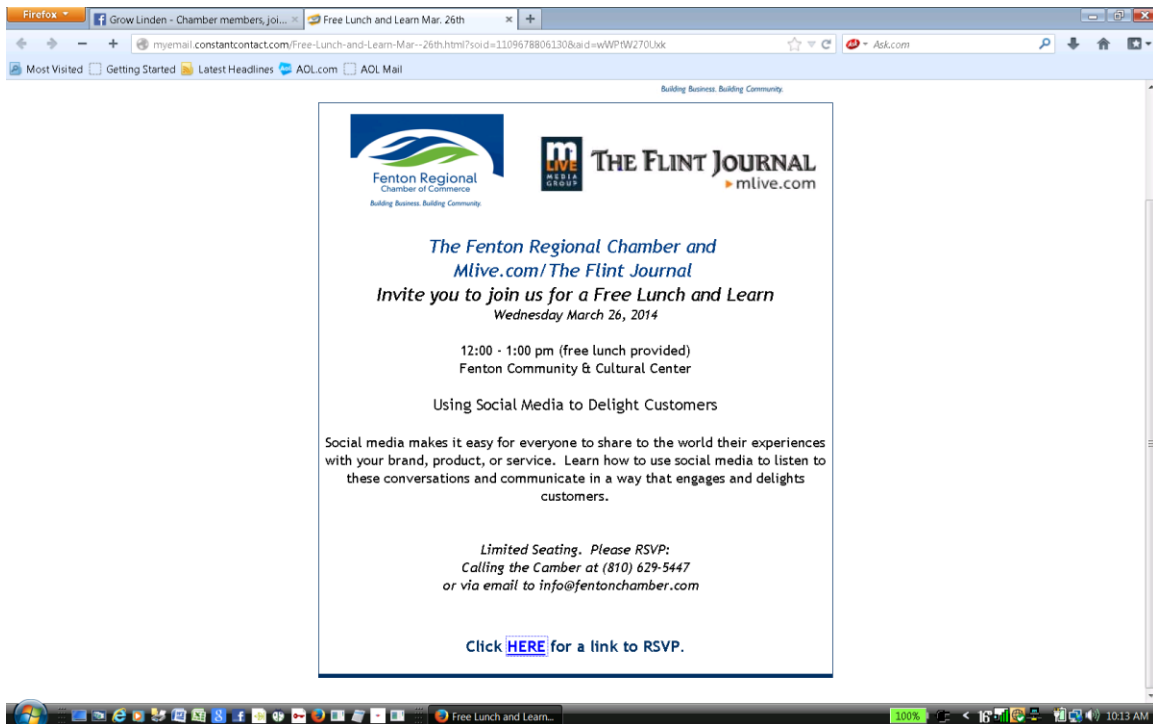 Firefox
Grow Linden - Chamber members, joi...
Free Lunch and Learn Mar. 26th
myemail.constantcontact.com/Free-Lunch-and-Learn-Mar--26th.html?soid=1109678806130&aid=wWPtW270Uxk
Ask.com
Most Visited Getting Started Latest Headlines AOL.com AOL Mail
Building Business. Building Community.
Fenton Regional
Chamber of Commerce
Building Business. Building Community.
m
LIVE
MEDIA
GROUP
THE FLINT JOURNAL
mlive.com
The Fenton Regional Chamber and
Mlive.com/The Flint Journal
Invite you to join us for a Free Lunch and Learn
Wednesday March 26, 2014
12:00 - 1:00 pm (free lunch provided)
Fenton Community & Cultural Center
Using Social Media to Delight Customers
Social media makes it easy for everyone to share to the world their experiences
with your brand, product, or service. Learn how to use social media to listen to
these conversations and communicate in a way that engages and delights
customers.
Limited Seating. Please RSVP:
Calling the Camber at (810) 629-5447
or via email to info@fentonchamber.com
Click HERE for a link to RSVP.
Free Lunch and Learn...
100%
10:13 AM